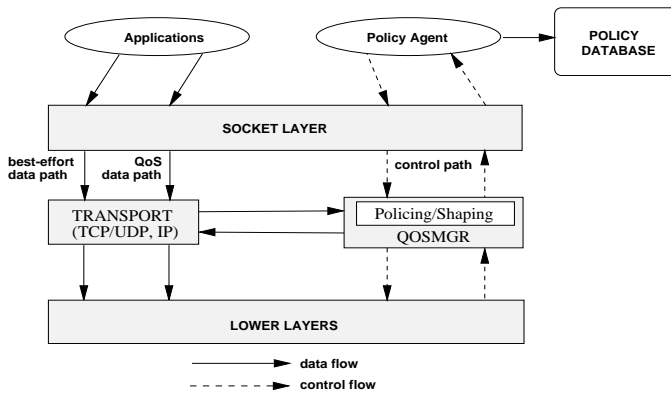 Applications
Policy Agent
POLICY
DATABASE
SOCKET LAYER
best-effort
data path
QoS
data path
control path
TRANSPORT
(TCP/UDP, IP)
Policing/Shaping
QOSMGR
LOWER LAYERS
data flow
control flow